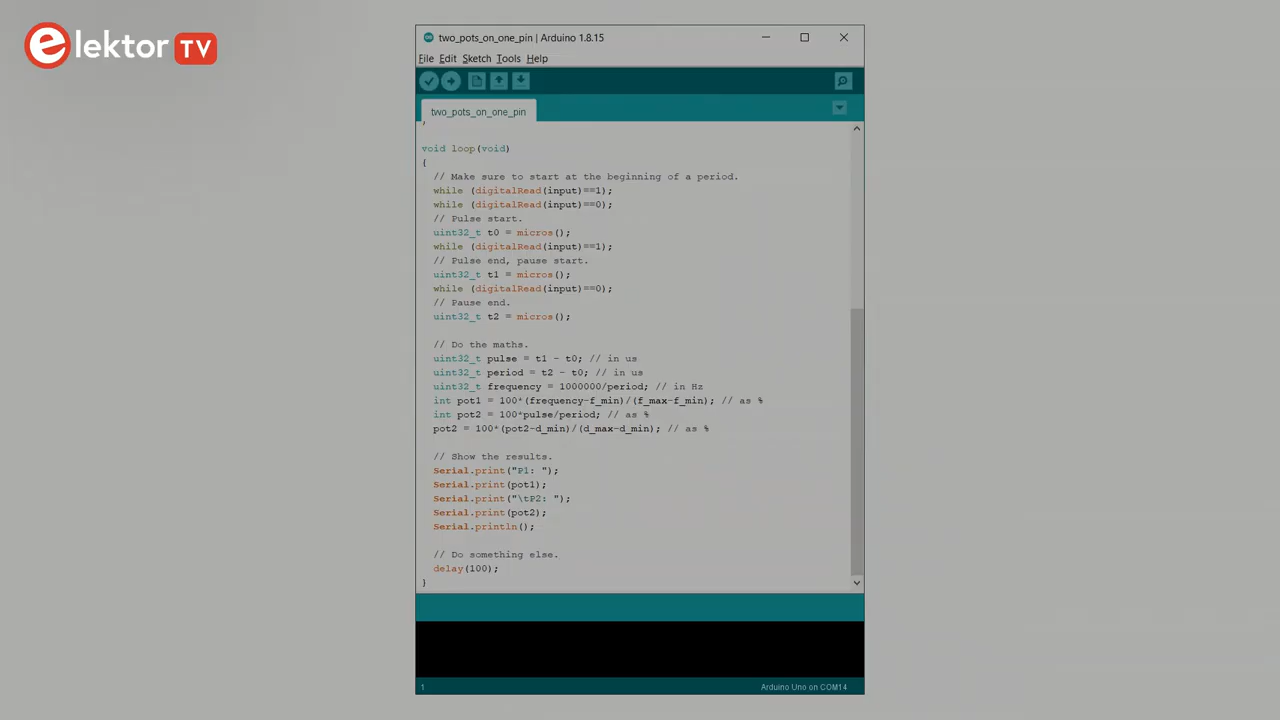 elektor TV
two_pots_on_one_pin | Arduino 1.8.15
File Edit Sketch Tools Help
two_pots_on_one_pin
}
void loop(void)
{
// Make sure to start at the beginning of a period.
while (digitalRead(input)==1);
while (digitalRead(input)==0);
// Pulse start.
uint32_t t0 = micros();
while (digitalRead(input)==1);
// Pulse end, pause start.
uint32_t t1 = micros();
while (digitalRead(input)==0);
// Pause end.
uint32_t t2 = micros();
// Do the maths.
uint32_t pulse = t1 - t0; // in us
uint32_t period = t2 - t0; // in us
uint32_t frequency = 1000000/period; // in Hz
int pot1 = 100*(frequency-f_min)/(f_max-f_min); // as %
int pot2 = 100*pulse/period; // as %
pot2 = 100*(pot2-d_min)/(d_max-d_min); // as %
// Show the results.
Serial.print("P1: ");
Serial.print(pot1);
Serial.print("\tP2: ");
Serial.print(pot2);
Serial.println();
// Do something else.
delay(100);
}
1
Arduino Uno on COM14